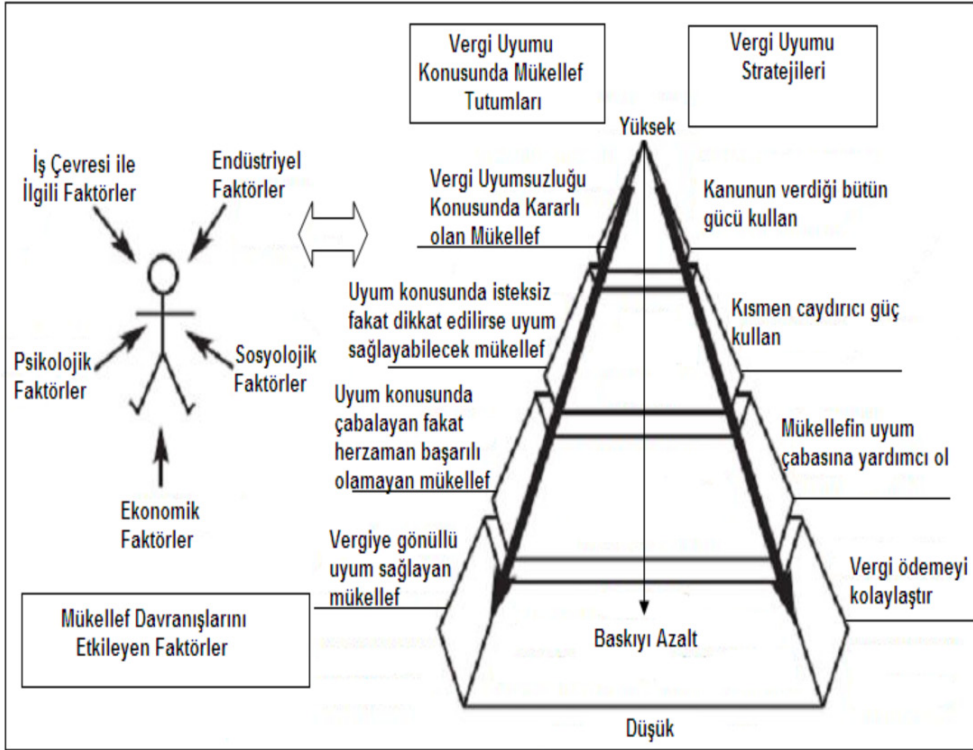 Vergi Uyumu
Konusunda Mükellef
Tutumları
Vergi Uyumu
Stratejileri
Yüksek
İş Çevresi ile
İlgili Faktörler
Endüstriyel
Faktörler
Psikolojik
Faktörler
Sosyolojik
Faktörler
Ekonomik
Faktörler
Mükellef Davranışlarını
Etkileyen Faktörler
Vergi Uyumsuzluğu
Konusunda Kararlı
olan Mükellef
Kanunun verdiği bütün
gücü kullan
Uyum konusunda isteksiz
fakat dikkat edilirse uyum
sağlayabilecek mükellef
Kısmen caydırıcı güç
kullan
Uyum konusunda
çabalayan fakat
herzaman başarılı
olamayan mükellef
Mükellefin uyum
çabasına yardımcı ol
Vergiye gönüllü
uyum sağlayan
mükellef
Vergi ödemeyi
kolaylaştır
Baskıyı Azalt
Düşük